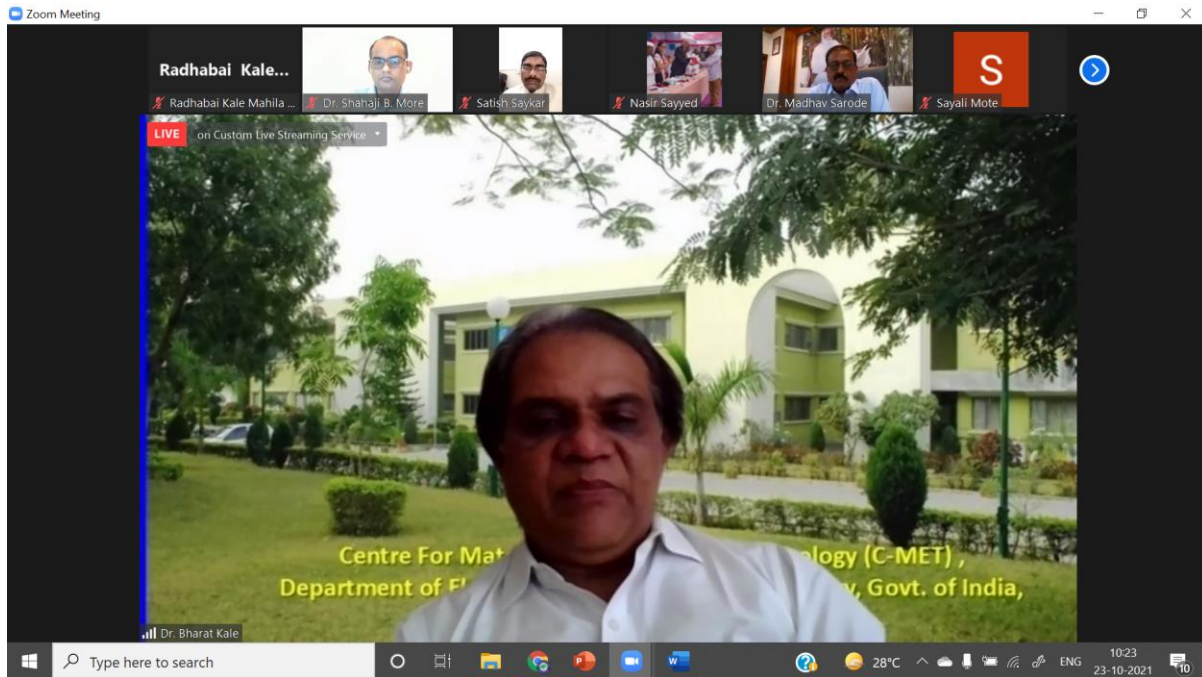 Zoom Meeting
Radhabai Kale...
Radhabai Kale Mahila ...
Dr. Shahaji B. More
Satish Saykar
Nasir Sayyed
Dr. Madhav Sarode
S
Sayali Mote
LIVE on Custom Live Streaming Service
Centre For Mat alogy (C-MET) ,
Department of El y, Govt. of India,
Dr. Bharat Kale
Type here to search
28°C
ENG
10:23
23-10-2021
10